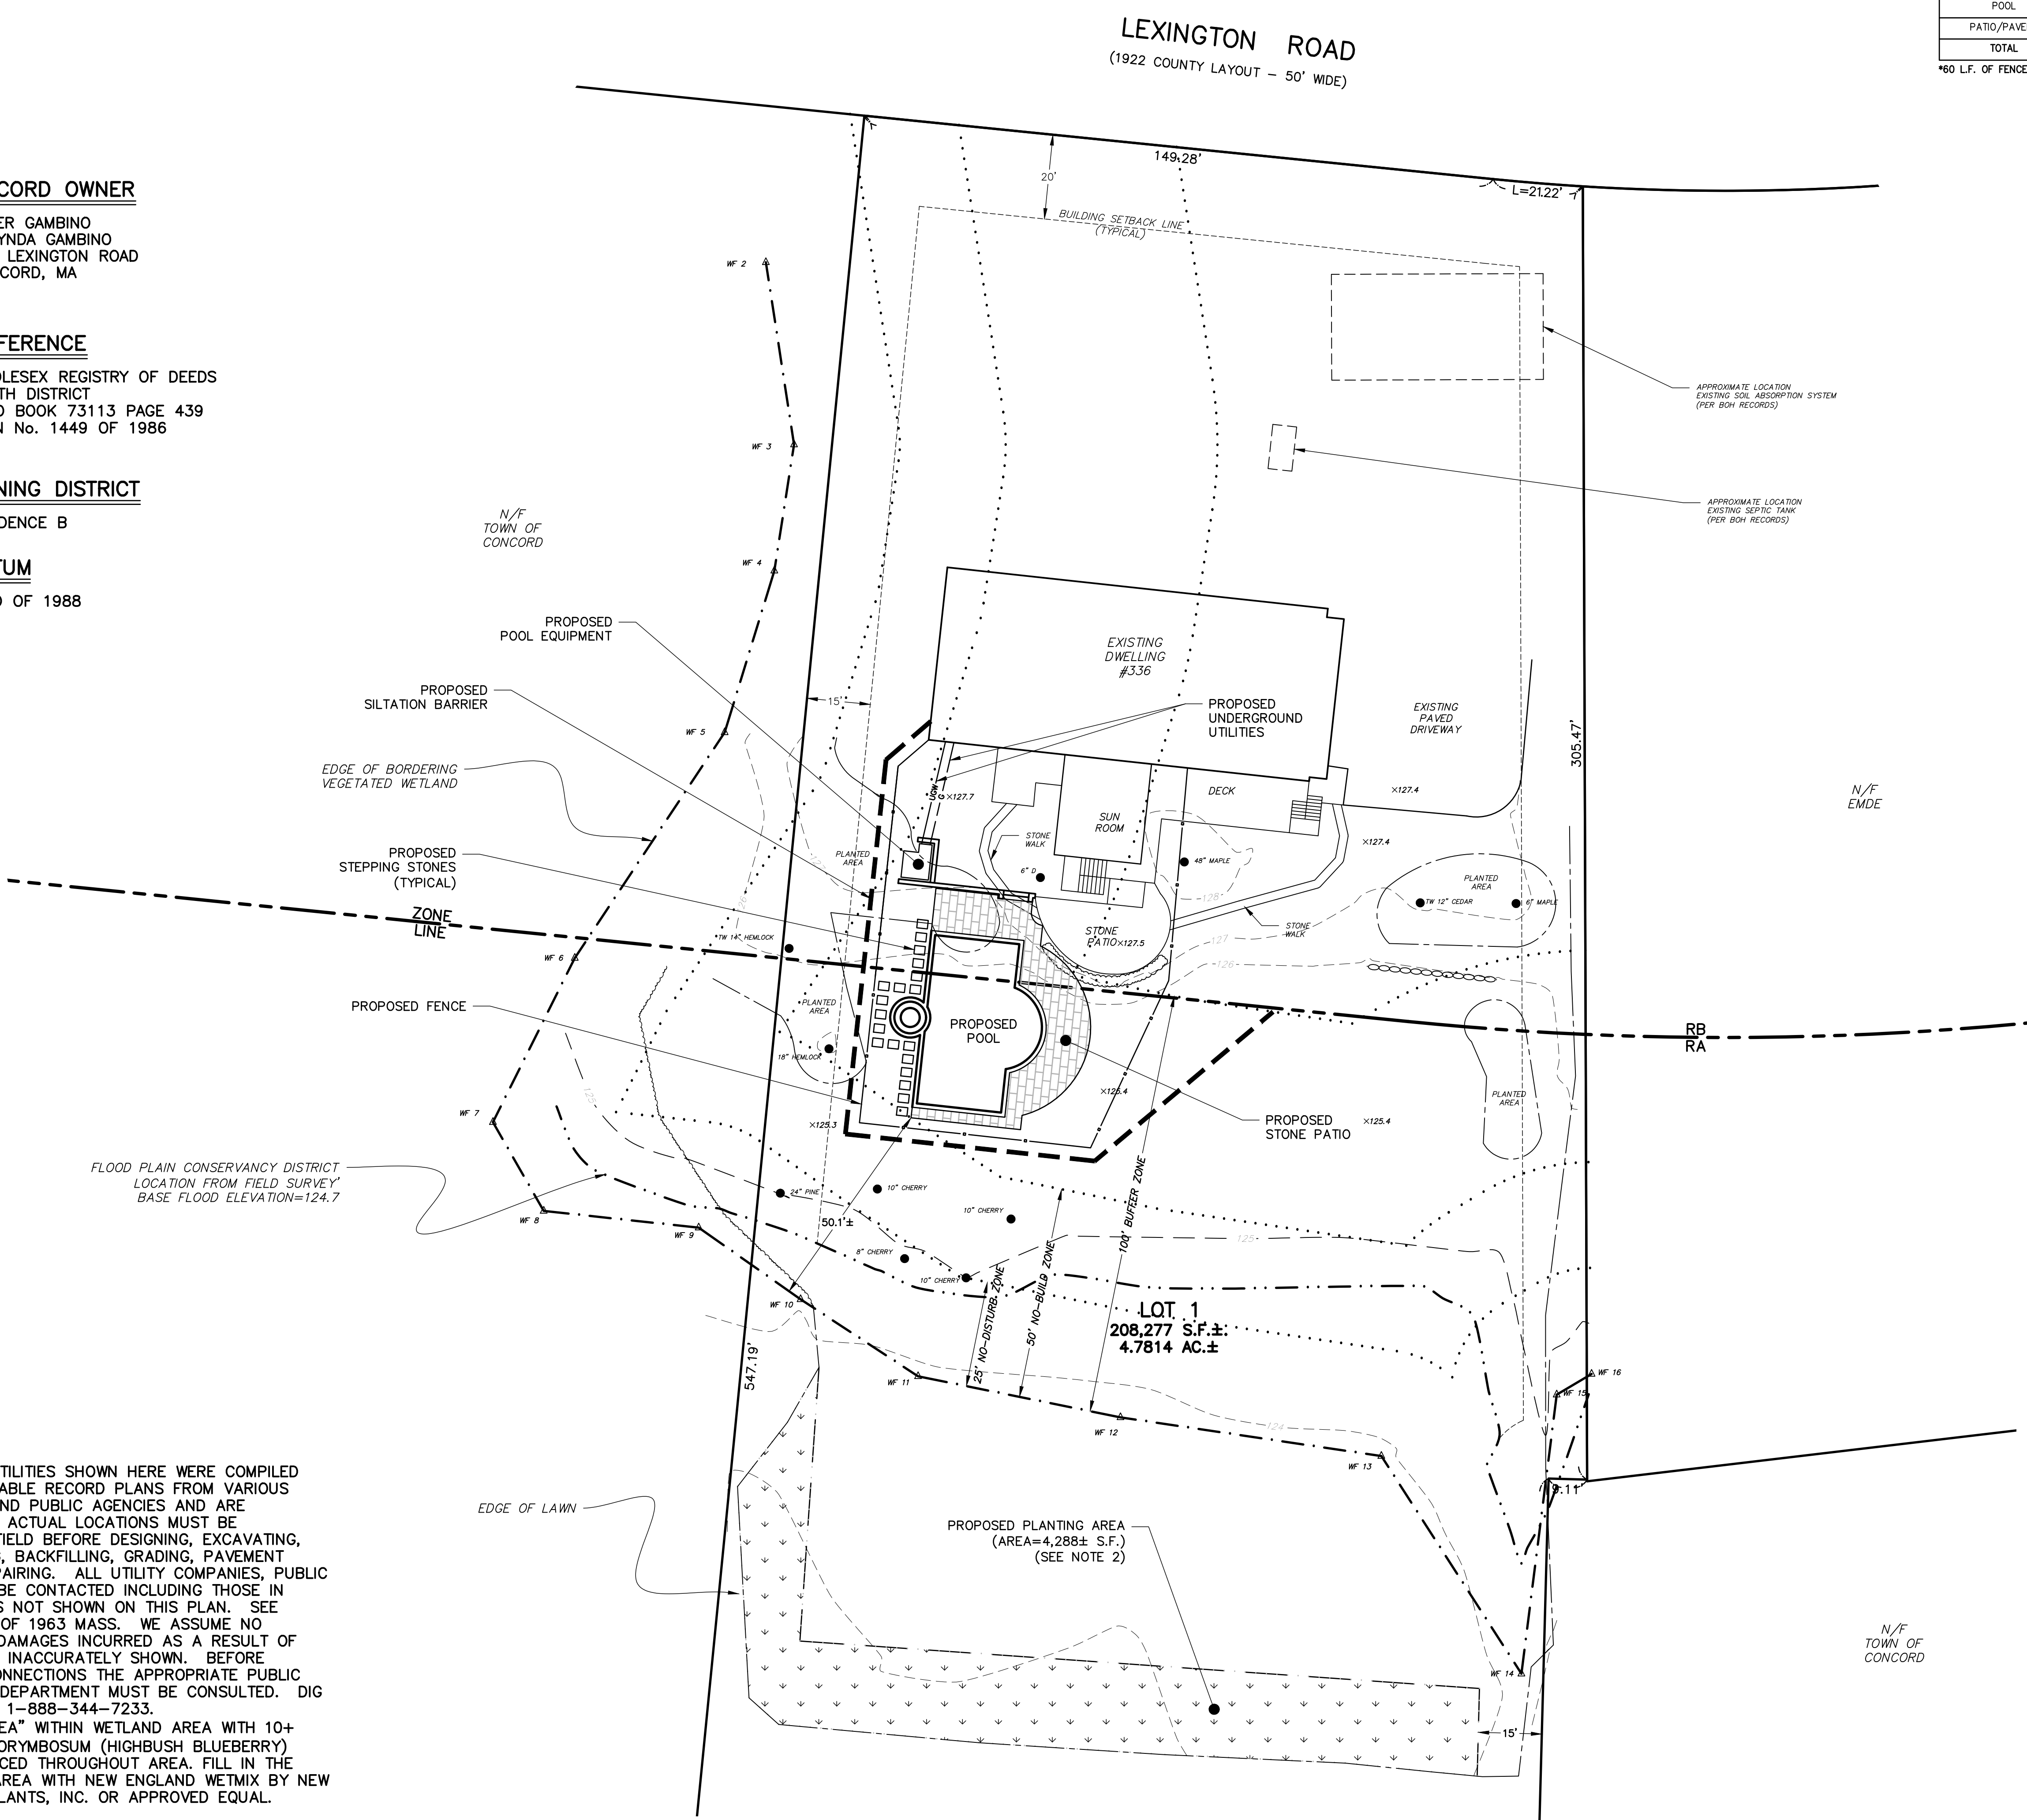 LEXINGTON ROAD
(1922 COUNTY LAYOUT - 50' WIDE)
POOL
PATIO/PAVE
TOTAL
*60 L.F. OF FENCE
CORD OWNER
ER GAMBINO
YNDA GAMBINO
LEXINGTON ROAD
CORD, MA
FERENCE
DLESEX REGISTRY OF DEEDS
TH DISTRICT
D BOOK 73113 PAGE 439
N No. 1449 OF 1986
NING DISTRICT
DENCE B
TUM
D OF 1988
149.28'
L=21.22'
20'
BUILDING SETBACK LINE
(TYPICAL)
WF 2
WF 3
WF 4
WF 5
WF 6
WF 7
WF 8
WF 9
WF 10
WF 11
WF 12
WF 13
WF 14
WF 15
WF 16
APPROXIMATE LOCATION
EXISTING SOIL ABSORPTION SYSTEM
(PER BOH RECORDS)
APPROXIMATE LOCATION
EXISTING SEPTIC TANK
(PER BOH RECORDS)
N/F
TOWN OF
CONCORD
PROPOSED
POOL EQUIPMENT
PROPOSED
SILTATION BARRIER
EDGE OF BORDERING
VEGETATED WETLAND
PROPOSED
STEPPING STONES
(TYPICAL)
ZONE
LINE
PROPOSED FENCE
FLOOD PLAIN CONSERVANCY DISTRICT
LOCATION FROM FIELD SURVEY'
BASE FLOOD ELEVATION=124.7
15'
EXISTING
DWELLING
#336
PROPOSED
UNDERGROUND
UTILITIES
EXISTING
PAVED
DRIVEWAY
305.47'
N/F
EMDE
UGW
G
×127.7
×127.4
×127.4
DECK
SUN
ROOM
STONE
WALK
PLANTED
AREA
6" D
48" MAPLE
128
127
126
126
STONE
PATIO
×127.5
STONE
WALK
PLANTED
AREA
TW 12" CEDAR
6" MAPLE
TW 14" HEMLOCK
PLANTED
AREA
18" HEMLOCK
PROPOSED
POOL
RB
RA
PLANTED
AREA
×125.4
×125.4
×125.3
PROPOSED
STONE PATIO
125
125
24" PINE
10" CHERRY
10" CHERRY
8" CHERRY
10" CHERRY
50.1'±
25' NO-DISTURB ZONE
50' NO-BUILD ZONE
100' BUFFER ZONE
LOT 1
208,277 S.F.±
4.7814 AC.±
547.19'
124
9.11'
EDGE OF LAWN
PROPOSED PLANTING AREA
(AREA=4,288± S.F.)
(SEE NOTE 2)
15'
N/F
TOWN OF
CONCORD
TILITIES SHOWN HERE WERE COMPILED
ABLE RECORD PLANS FROM VARIOUS
ND PUBLIC AGENCIES AND ARE
ACTUAL LOCATIONS MUST BE
FIELD BEFORE DESIGNING, EXCAVATING,
, BACKFILLING, GRADING, PAVEMENT
PAIRING. ALL UTILITY COMPANIES, PUBLIC
BE CONTACTED INCLUDING THOSE IN
S NOT SHOWN ON THIS PLAN. SEE
OF 1963 MASS. WE ASSUME NO
DAMAGES INCURRED AS A RESULT OF
INACCURATELY SHOWN. BEFORE
ONNECTIONS THE APPROPRIATE PUBLIC
DEPARTMENT MUST BE CONSULTED. DIG
1-888-344-7233.
EA" WITHIN WETLAND AREA WITH 10+
ORYMBOSUM (HIGHBUSH BLUEBERRY)
CED THROUGHOUT AREA. FILL IN THE
AREA WITH NEW ENGLAND WETMIX BY NEW
LANTS, INC. OR APPROVED EQUAL.